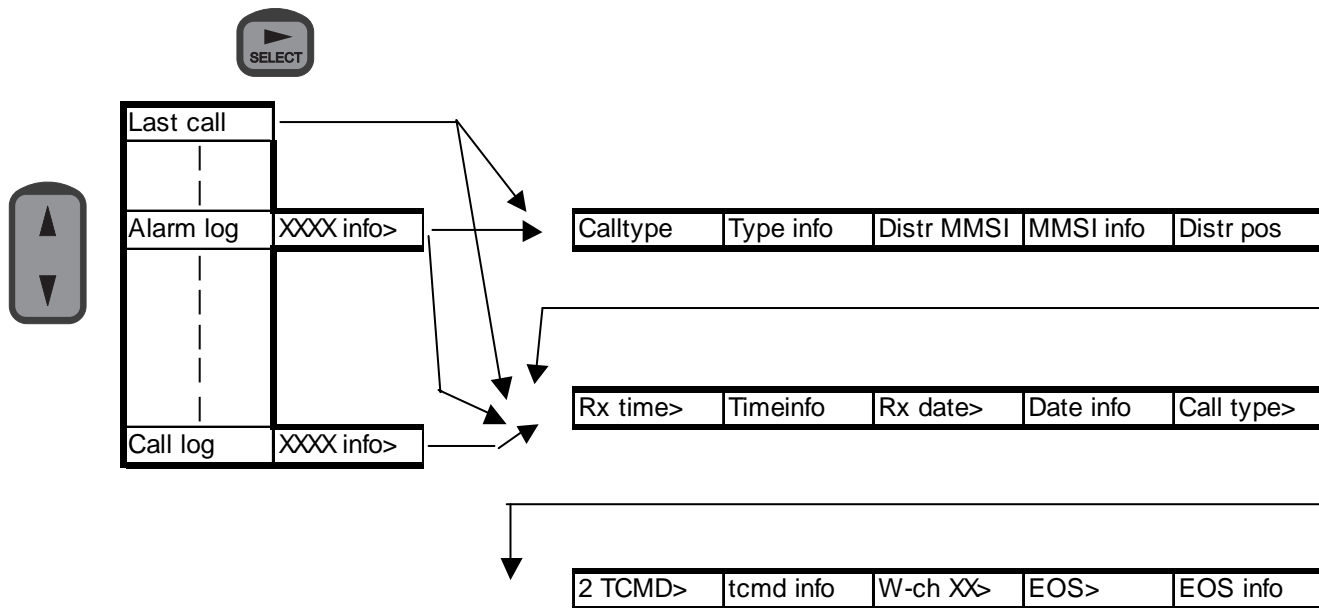 SELECT
Last call
Alarm log XXXX info> Calltype Type info Distr MMSI MMSI info Distr pos
Rx time> Timeinfo Rx date> Date info Call type>
Call log XXXX info>
2 TCMD> tcmd info W-ch XX> EOS> EOS info